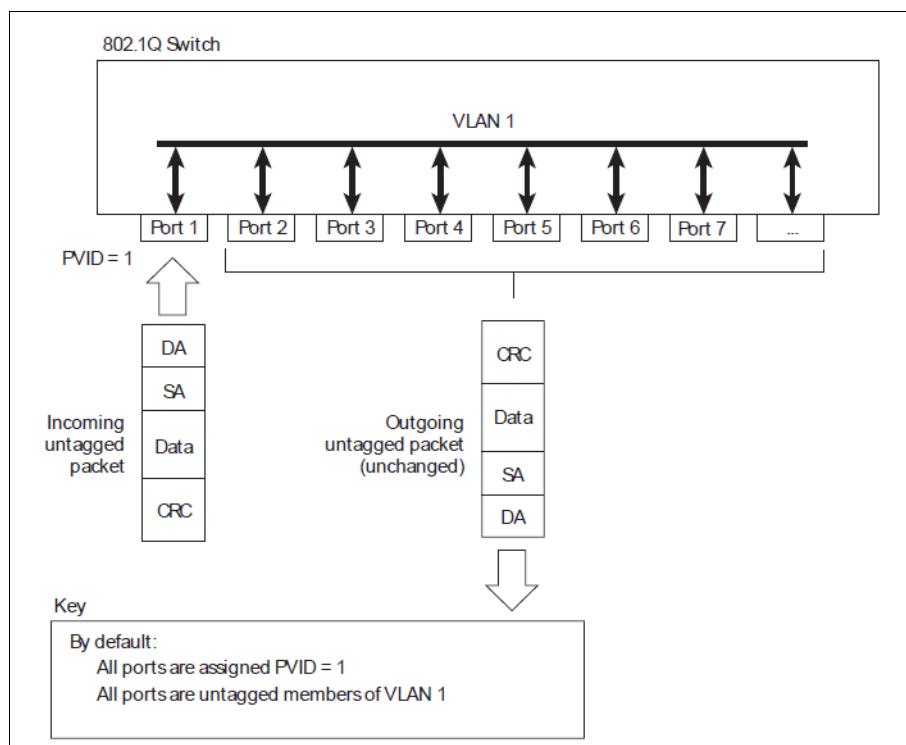 802.1Q Switch
VLAN 1
Port 1
Port 2
Port 3
Port 4
Port 5
Port 6
Port 7
...
PVID = 1
DA
SA
Data
CRC
Incoming
untagged
packet
CRC
Data
SA
DA
Outgoing
untagged packet
(unchanged)
Key
By default:
All ports are assigned PVID = 1
All ports are untagged members of VLAN 1